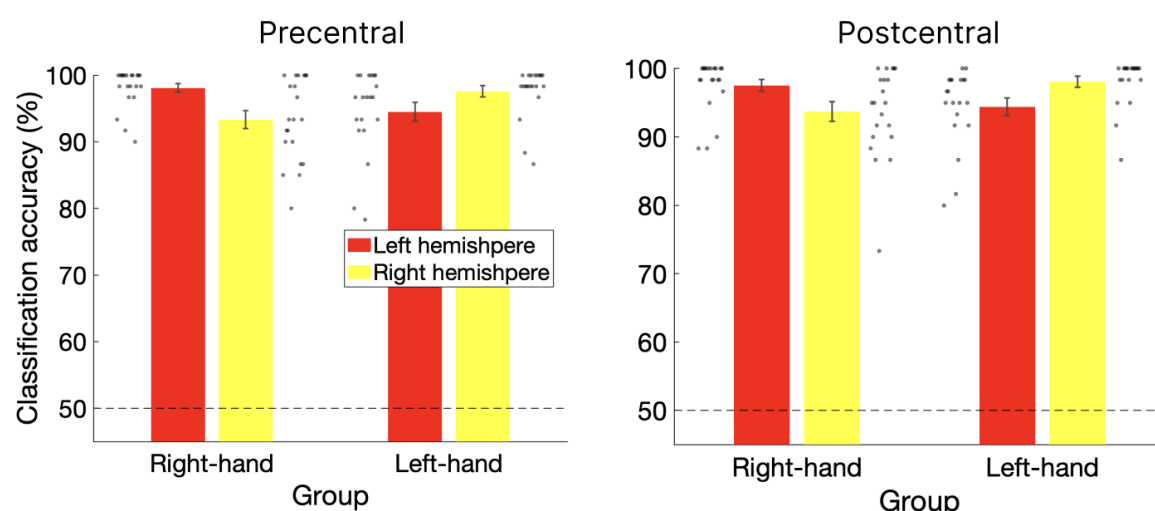 Precentral
Classification accuracy (%)
100
90
80
70
60
50
Left hemishpere
Right hemishpere
Right-hand
Left-hand
Group
Postcentral
100
90
80
70
60
50
Right-hand
Left-hand
Group